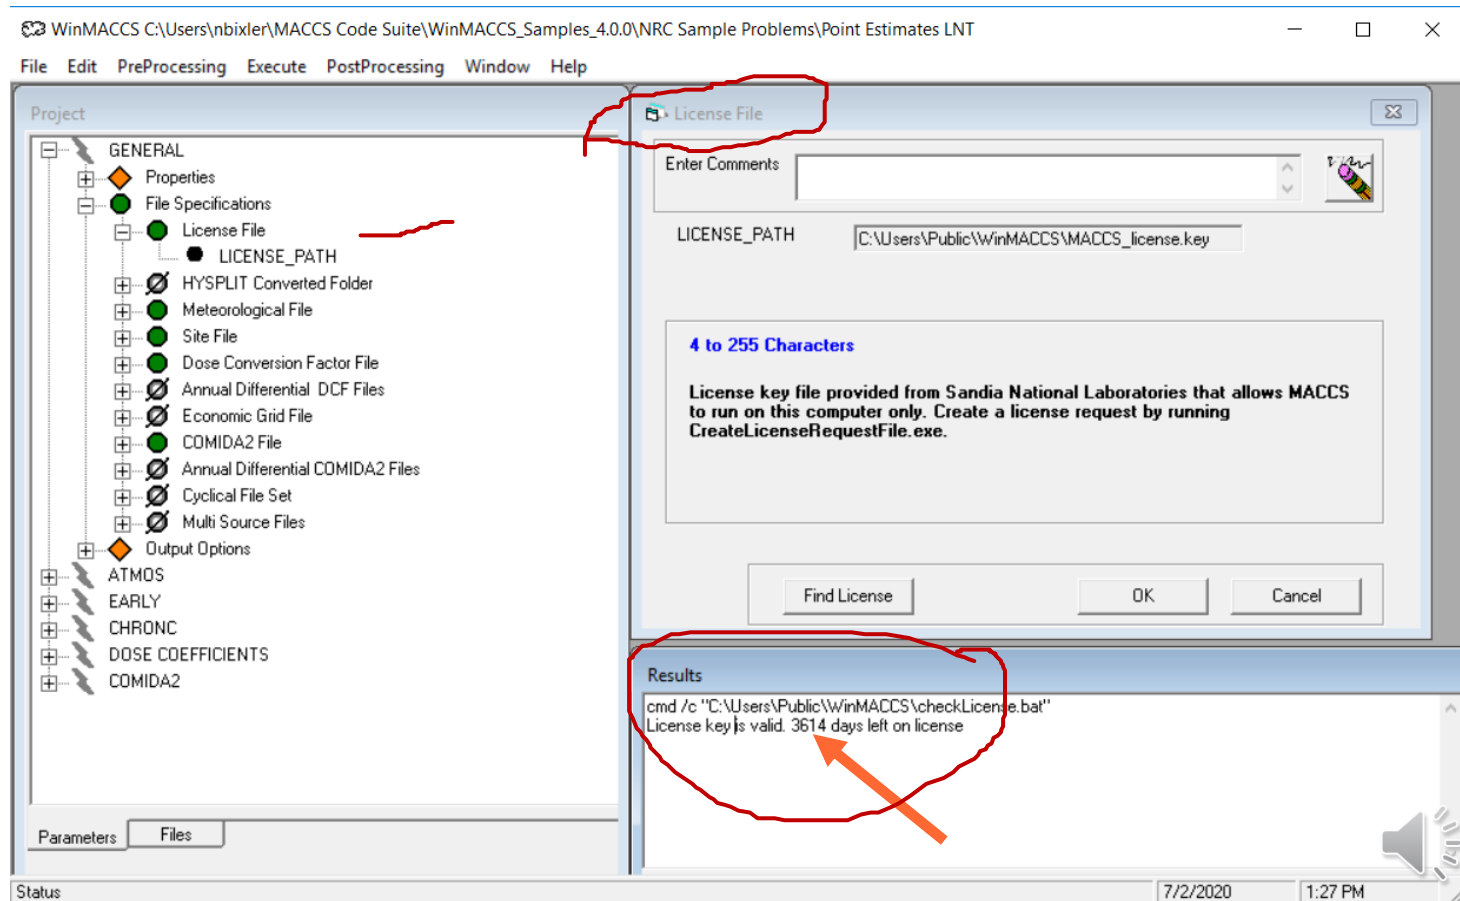 WinMACCS C:\Users\nbixler\MACCS Code Suite\WinMACCS_Samples_4.0.0\NRC Sample Problems\Point Estimates LNT
File Edit PreProcessing Execute PostProcessing Window Help
Project
GENERAL
Properties
File Specifications
License File
LICENSE_PATH
HYSPLIT Converted Folder
Meteorological File
Site File
Dose Conversion Factor File
Annual Differential DCF Files
Economic Grid File
COMIDA2 File
Annual Differential COMIDA2 Files
Cyclical File Set
Multi Source Files
Output Options
ATMOS
EARLY
CHRONC
DOSE COEFFICIENTS
COMIDA2
Parameters Files
License File
Enter Comments
LICENSE_PATH C:\Users\Public\WinMACCS\MACCS_license.key
4 to 255 Characters
License key file provided from Sandia National Laboratories that allows MACCS
to run on this computer only. Create a license request by running
CreateLicenseRequestFile.exe.
Find License OK Cancel
Results
cmd /c "C:\Users\Public\WinMACCS\checkLicense.bat"
License key is valid. 3614 days left on license
Status 7/2/2020 1:27 PM